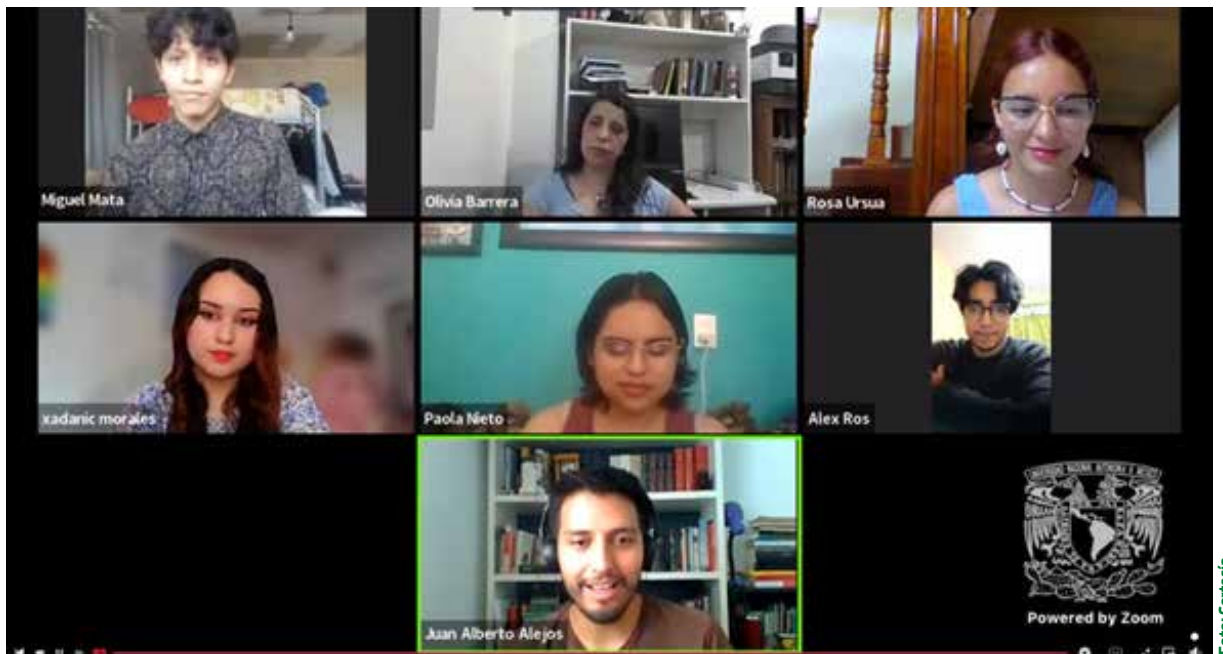 Miguel Mata
Olivia Barrera
Rosa Ursua
xadanic morales
Paola Nieto
Alex Ros
Juan Alberto Alejos
Powered by Zoom